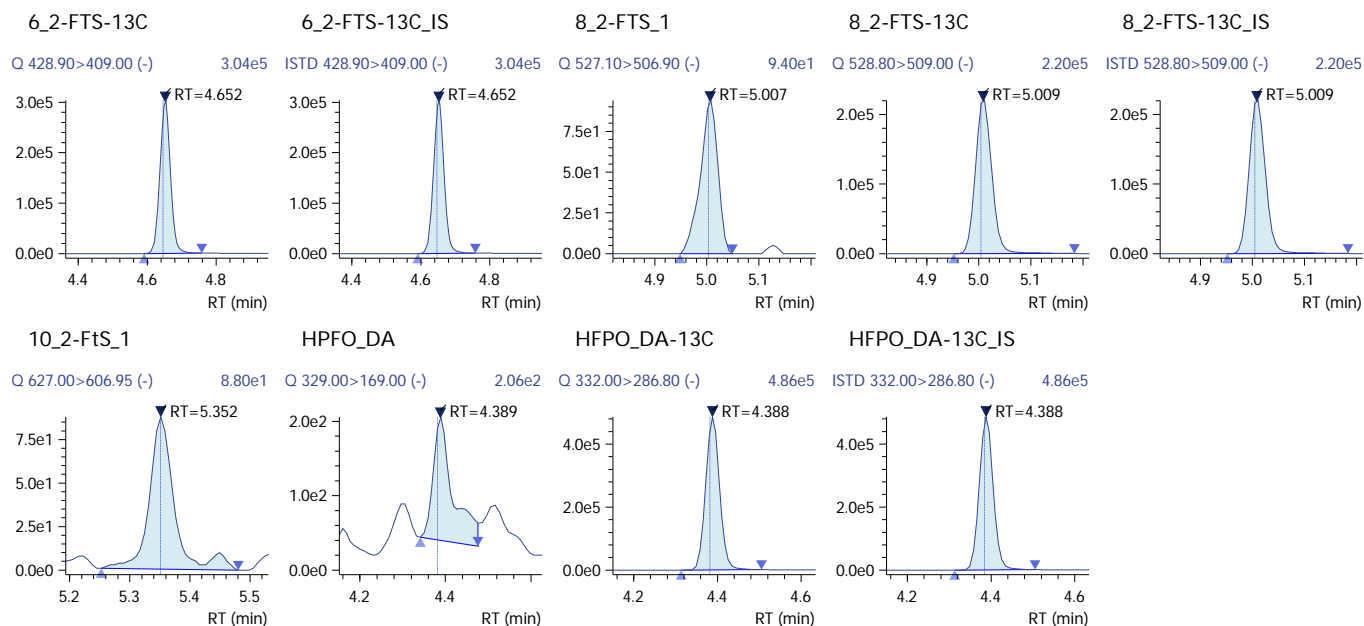 6_2-FTS-13C
Q 428.90>409.00 (-) 3.04e5
RT=4.652
3.0e5
2.0e5
1.0e5
0.0e0
4.4 4.6 4.8
RT (min)
6_2-FTS-13C_IS
ISTD 428.90>409.00 (-) 3.04e5
RT=4.652
3.0e5
2.0e5
1.0e5
0.0e0
4.4 4.6 4.8
RT (min)
8_2-FTS_1
Q 527.10>506.90 (-) 9.40e1
RT=5.007
7.5e1
5.0e1
2.5e1
0.0e0
4.9 5.0 5.1
RT (min)
8_2-FTS-13C
Q 528.80>509.00 (-) 2.20e5
RT=5.009
2.0e5
1.0e5
0.0e0
4.9 5.0 5.1
RT (min)
8_2-FTS-13C_IS
ISTD 528.80>509.00 (-) 2.20e5
RT=5.009
2.0e5
1.0e5
0.0e0
4.9 5.0 5.1
RT (min)
10_2-FtS_1
Q 627.00>606.95 (-) 8.80e1
RT=5.352
7.5e1
5.0e1
2.5e1
0.0e0
5.2 5.3 5.4 5.5
RT (min)
HPFO_DA
Q 329.00>169.00 (-) 2.06e2
RT=4.389
2.0e2
1.0e2
0.0e0
4.2 4.4
RT (min)
HFPO_DA-13C
Q 332.00>286.80 (-) 4.86e5
RT=4.388
4.0e5
2.0e5
0.0e0
4.2 4.4 4.6
RT (min)
HFPO_DA-13C_IS
ISTD 332.00>286.80 (-) 4.86e5
RT=4.388
4.0e5
2.0e5
0.0e0
4.2 4.4 4.6
RT (min)